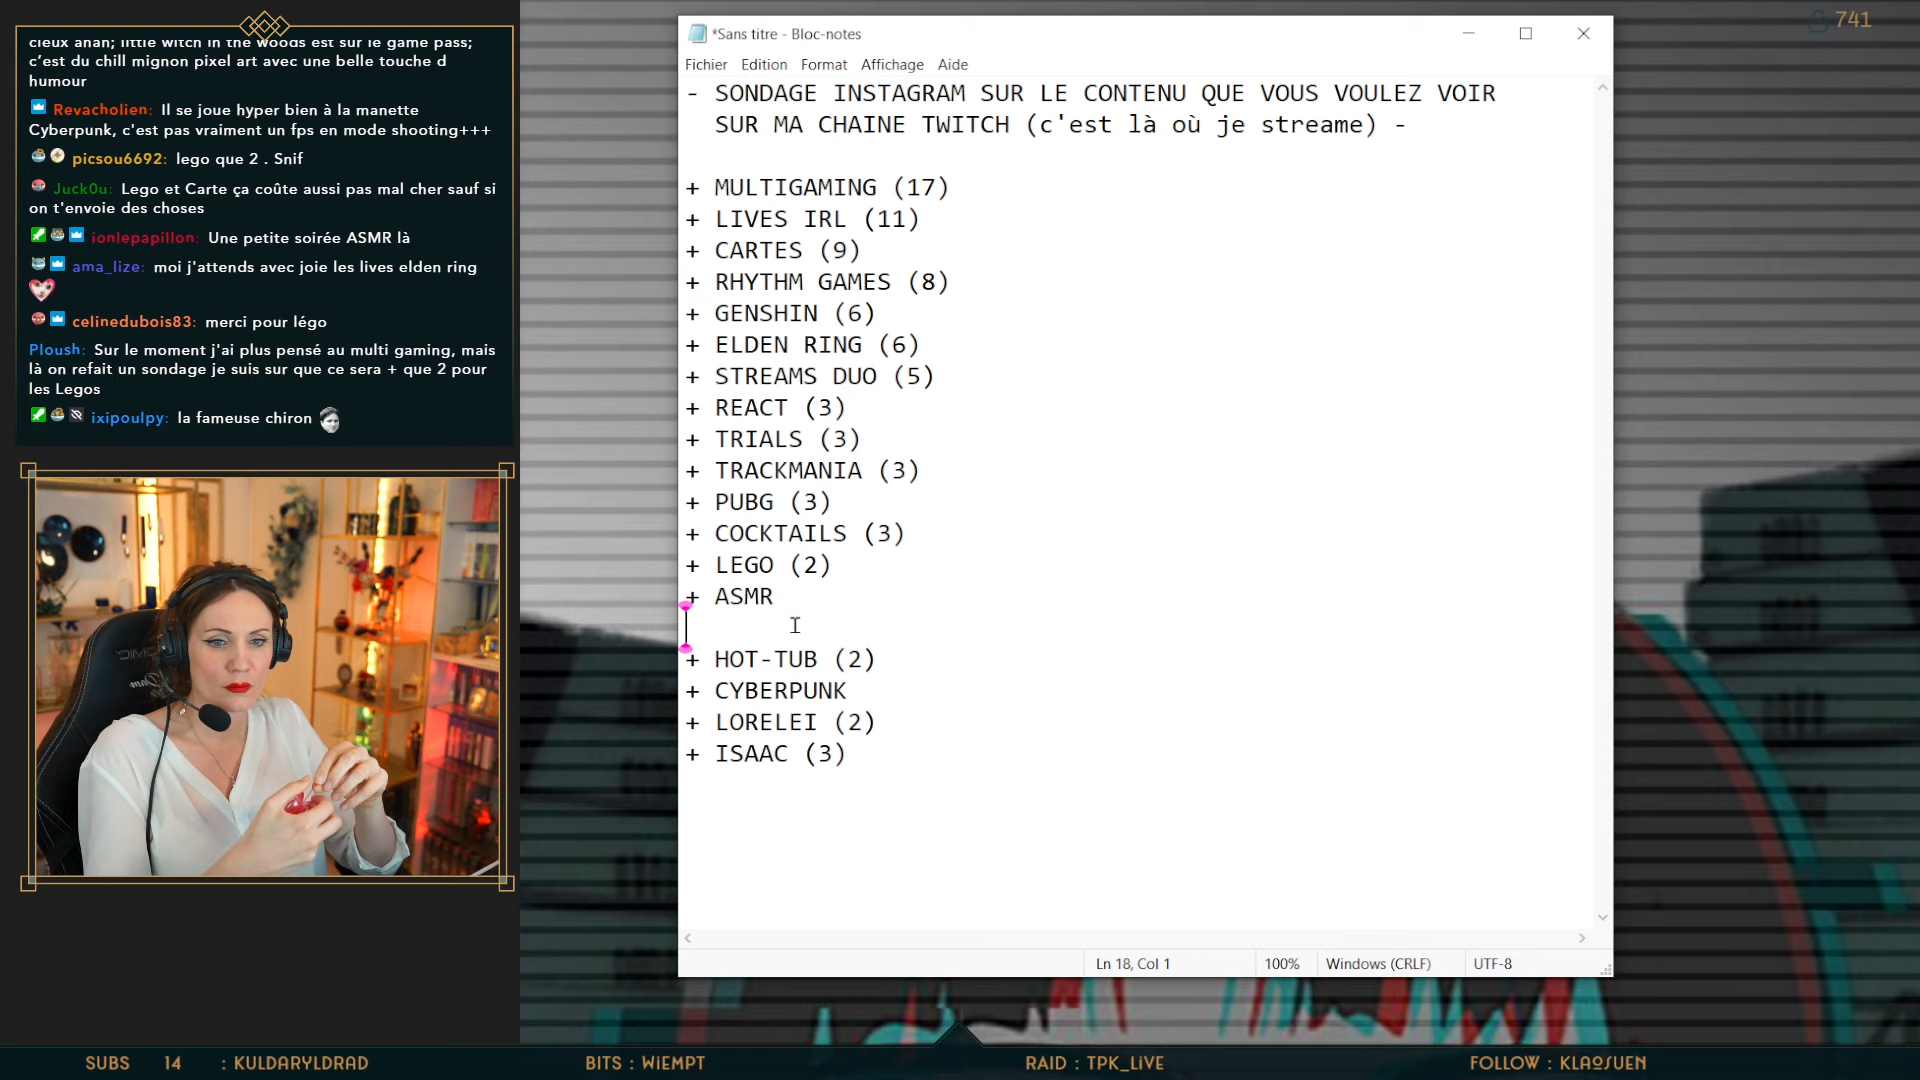 cieux ahah; little witch in the woods est sur le game pass;
c'est du chill mignon pixel art avec une belle touche d
humour
Revacholien: Il se joue hyper bien à la manette
Cyberpunk, c'est pas vraiment un fps en mode shooting+++
picsou6692: lego que 2 . Snif
Juck0u: Lego et Carte ça coûte aussi pas mal cher sauf si
on t'envoie des choses
ionlepapillon: Une petite soirée ASMR là
ama_lize: moi j'attends avec joie les lives elden ring
celinedubois83: merci pour légo
Ploush: Sur le moment j'ai plus pensé au multi gaming, mais
là on refait un sondage je suis sur que ce sera + que 2 pour
les Legos
ixipoulpy: la fameuse chiron
*Sans titre - Bloc-notes
Fichier Edition Format Affichage Aide
- SONDAGE INSTAGRAM SUR LE CONTENU QUE VOUS VOULEZ VOIR
SUR MA CHAINE TWITCH (c'est là où je streame) -
+ MULTIGAMING (17)
+ LIVES IRL (11)
+ CARTES (9)
+ RHYTHM GAMES (8)
+ GENSHIN (6)
+ ELDEN RING (6)
+ STREAMS DUO (5)
+ REACT (3)
+ TRIALS (3)
+ TRACKMANIA (3)
+ PUBG (3)
+ COCKTAILS (3)
+ LEGO (2)
+ ASMR
+ HOT-TUB (2)
+ CYBERPUNK
+ LORELEI (2)
+ ISAAC (3)
Ln 18, Col 1 100% Windows (CRLF) UTF-8
741
SUBS 14 : KULDARYLDRAD BITS : WiEMPT RAID : TPK_LiVE FOLLOW : KLAOSUEN